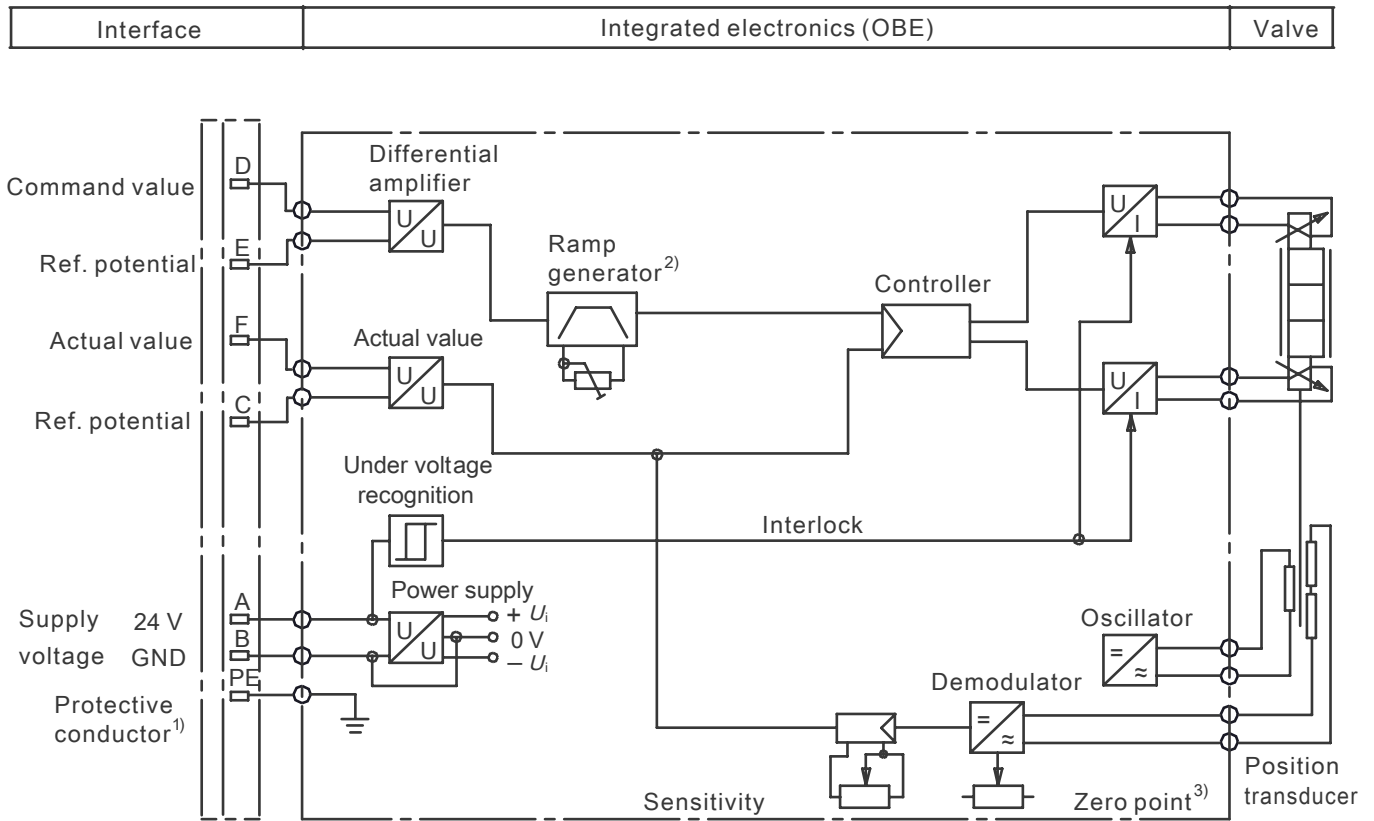 Interface
Integrated electronics (OBE)
Valve
Differential
amplifier
D
Command value
U
U
U
I
E
Ref. potential
Ramp
generator2)
Controller
F
Actual value
Actual value
U
U
U
I
C
Ref. potential
Under voltage
recognition
Interlock
Power supply
A
Supply 24 V
+ Ui
U
U
0 V
B
voltage GND
– Ui
Oscillator
=
≈
PE
Protective
conductor1)
Demodulator
=
≈
Position
transducer
Sensitivity
Zero point3)